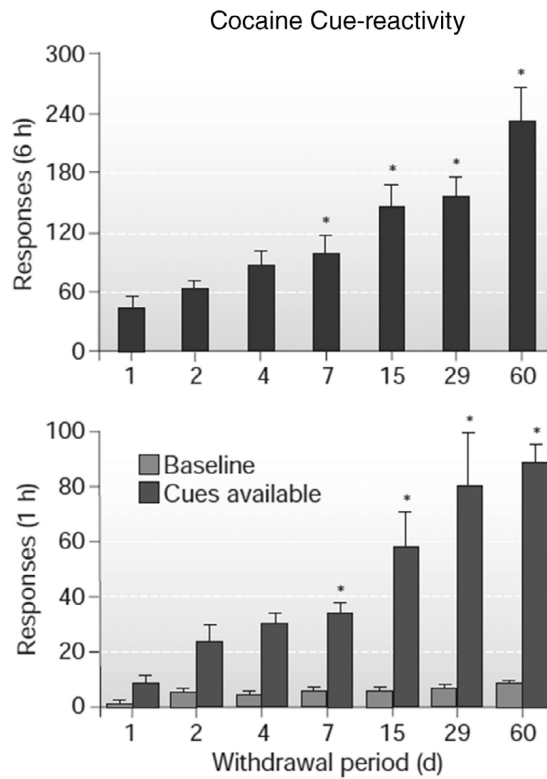 Cocaine Cue-reactivity
Responses (6 h)
300
240
180
120
60
0
* * * *
1 2 4 7 15 29 60
Responses (1 h)
100
80
60
40
20
0
Baseline
Cues available
* * * *
1 2 4 7 15 29 60
Withdrawal period (d)